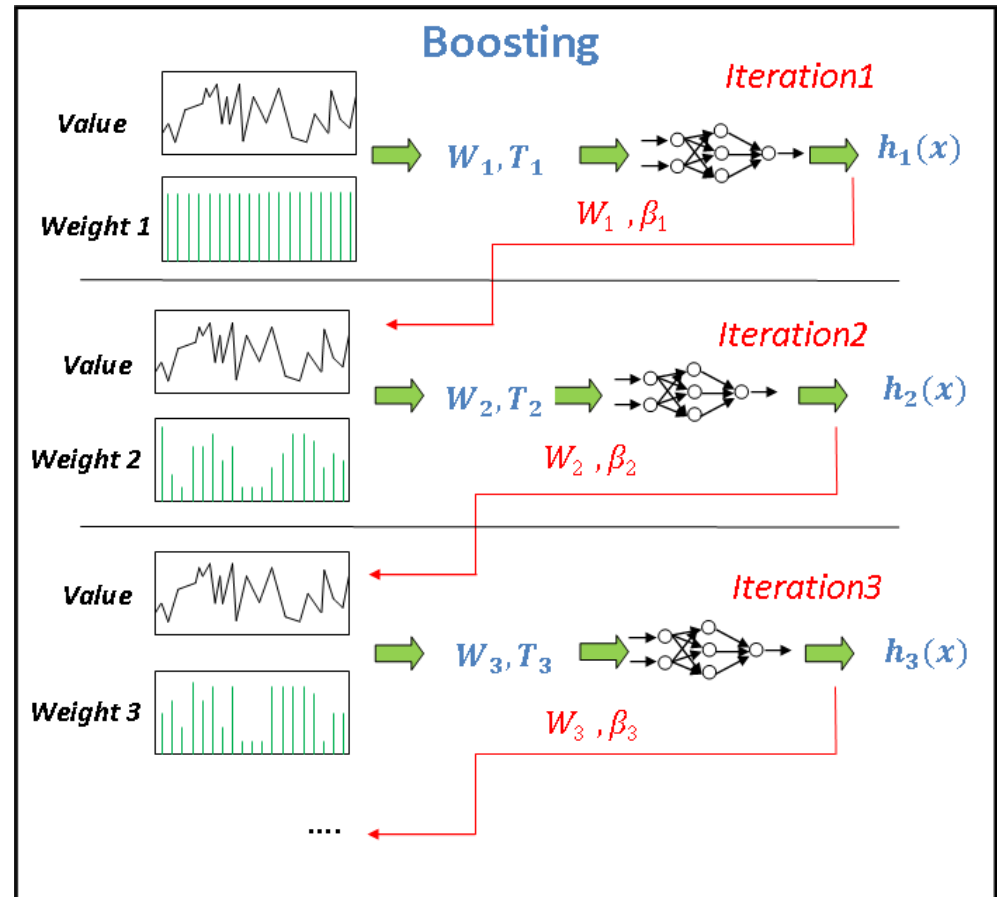 Boosting
Iteration1
Value
W₁, T₁
h₁(x)
Weight 1
W₁ , β₁
Iteration2
Value
W₂, T₂
h₂(x)
Weight 2
W₂ , β₂
Iteration3
Value
W₃, T₃
h₃(x)
Weight 3
W₃ , β₃
....